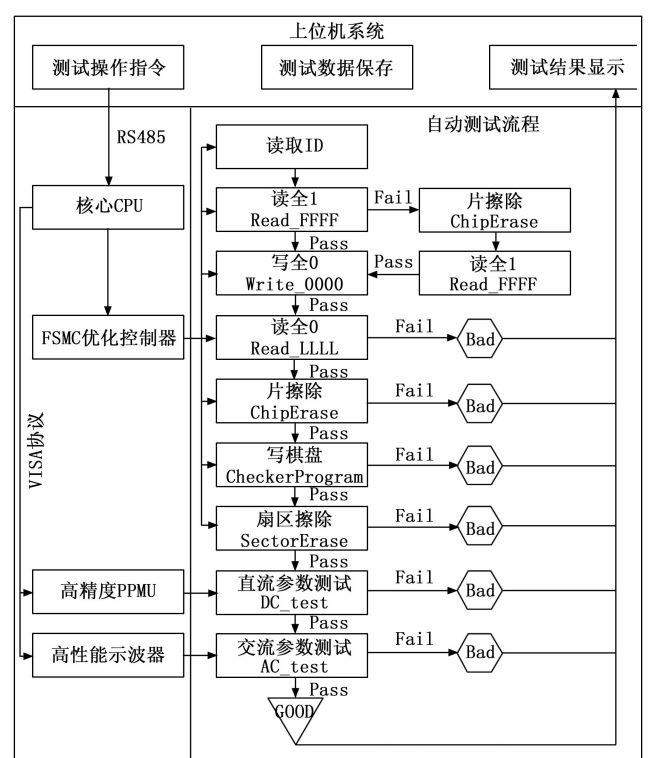 上位机系统
测试操作指令
测试数据保存
测试结果显示
RS485
自动测试流程
读取ID
核心CPU
读全1
Read_FFFF
Fail
片擦除
ChipErase
Pass
写全0
Write_0000
Pass
读全1
Read_FFFF
Pass
FSMC优化控制器
读全0
Read_LLLL
Fail
Bad
Pass
片擦除
ChipErase
Fail
Bad
Pass
VISA协议
写棋盘
CheckerProgram
Fail
Bad
Pass
扇区擦除
SectorErase
Fail
Bad
Pass
高精度PPMU
直流参数测试
DC_test
Fail
Bad
Pass
高性能示波器
交流参数测试
AC_test
Fail
Bad
Pass
GOOD